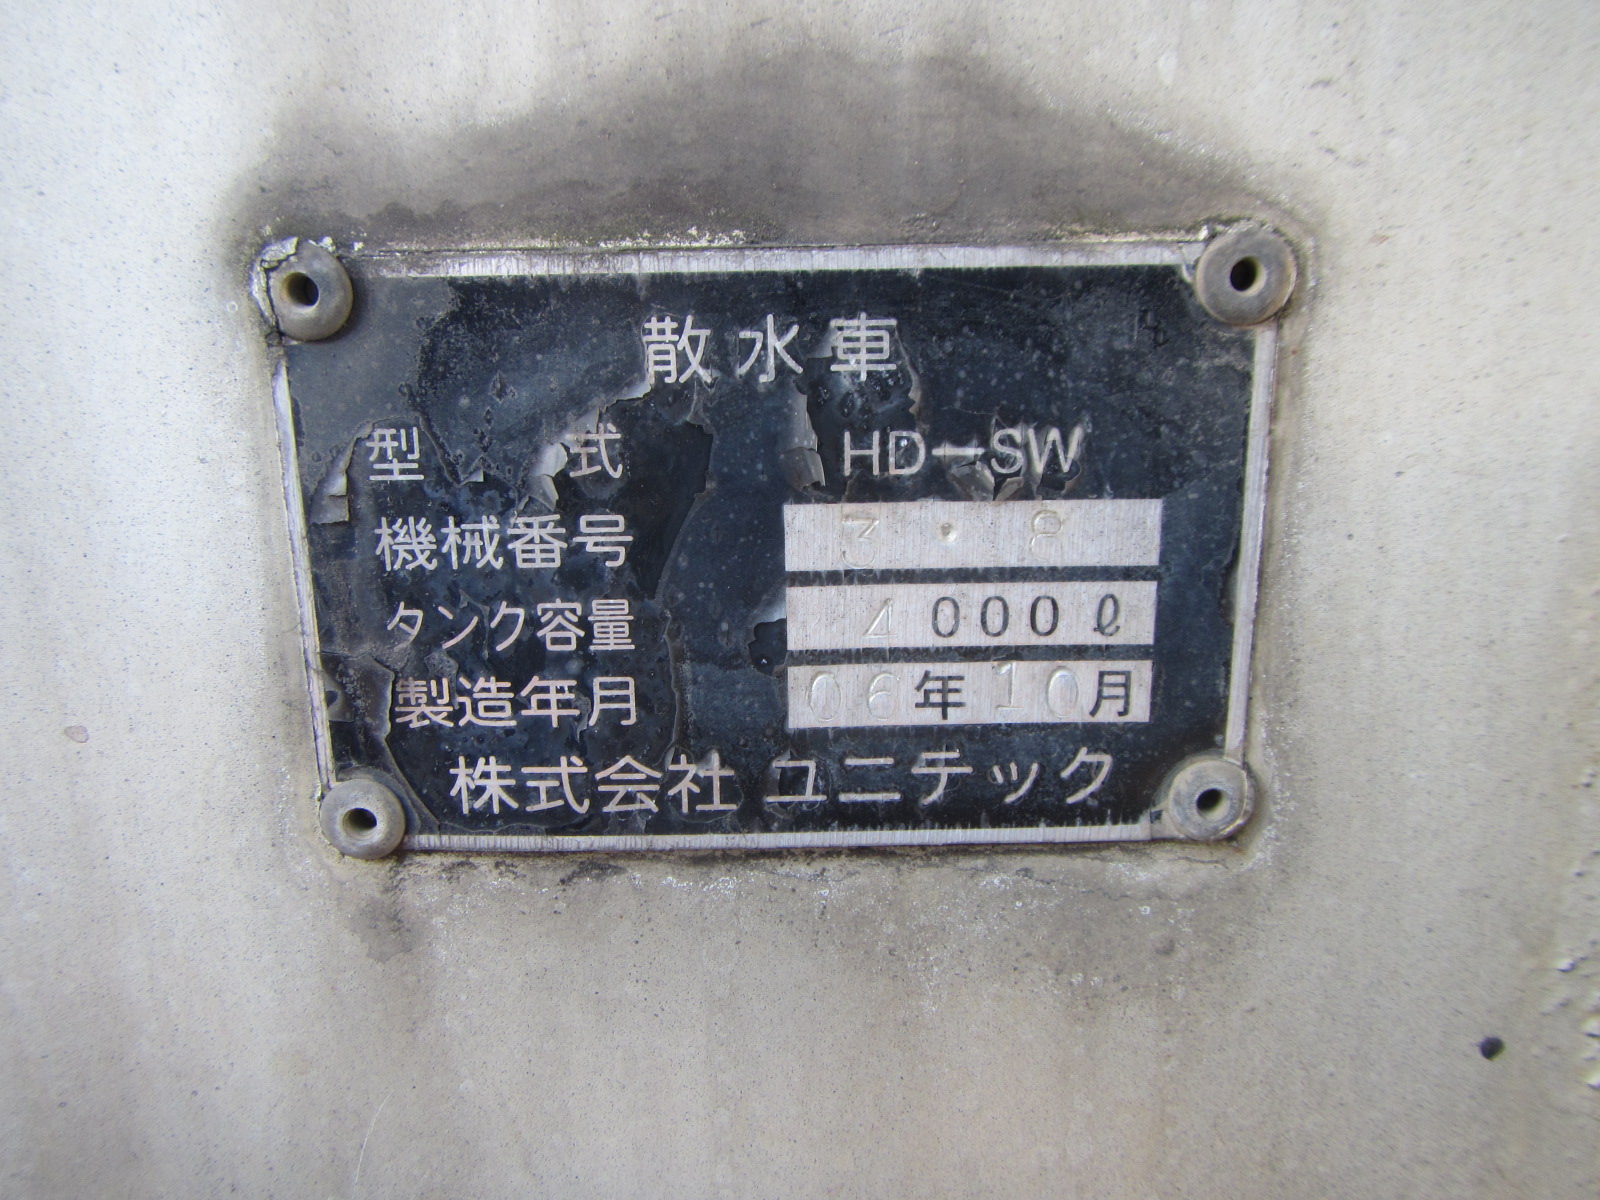 散水車
型式 HD-SW
機械番号 3・8
タンク容量 4000ℓ
製造年月 06年10月
株式会社ユニテック